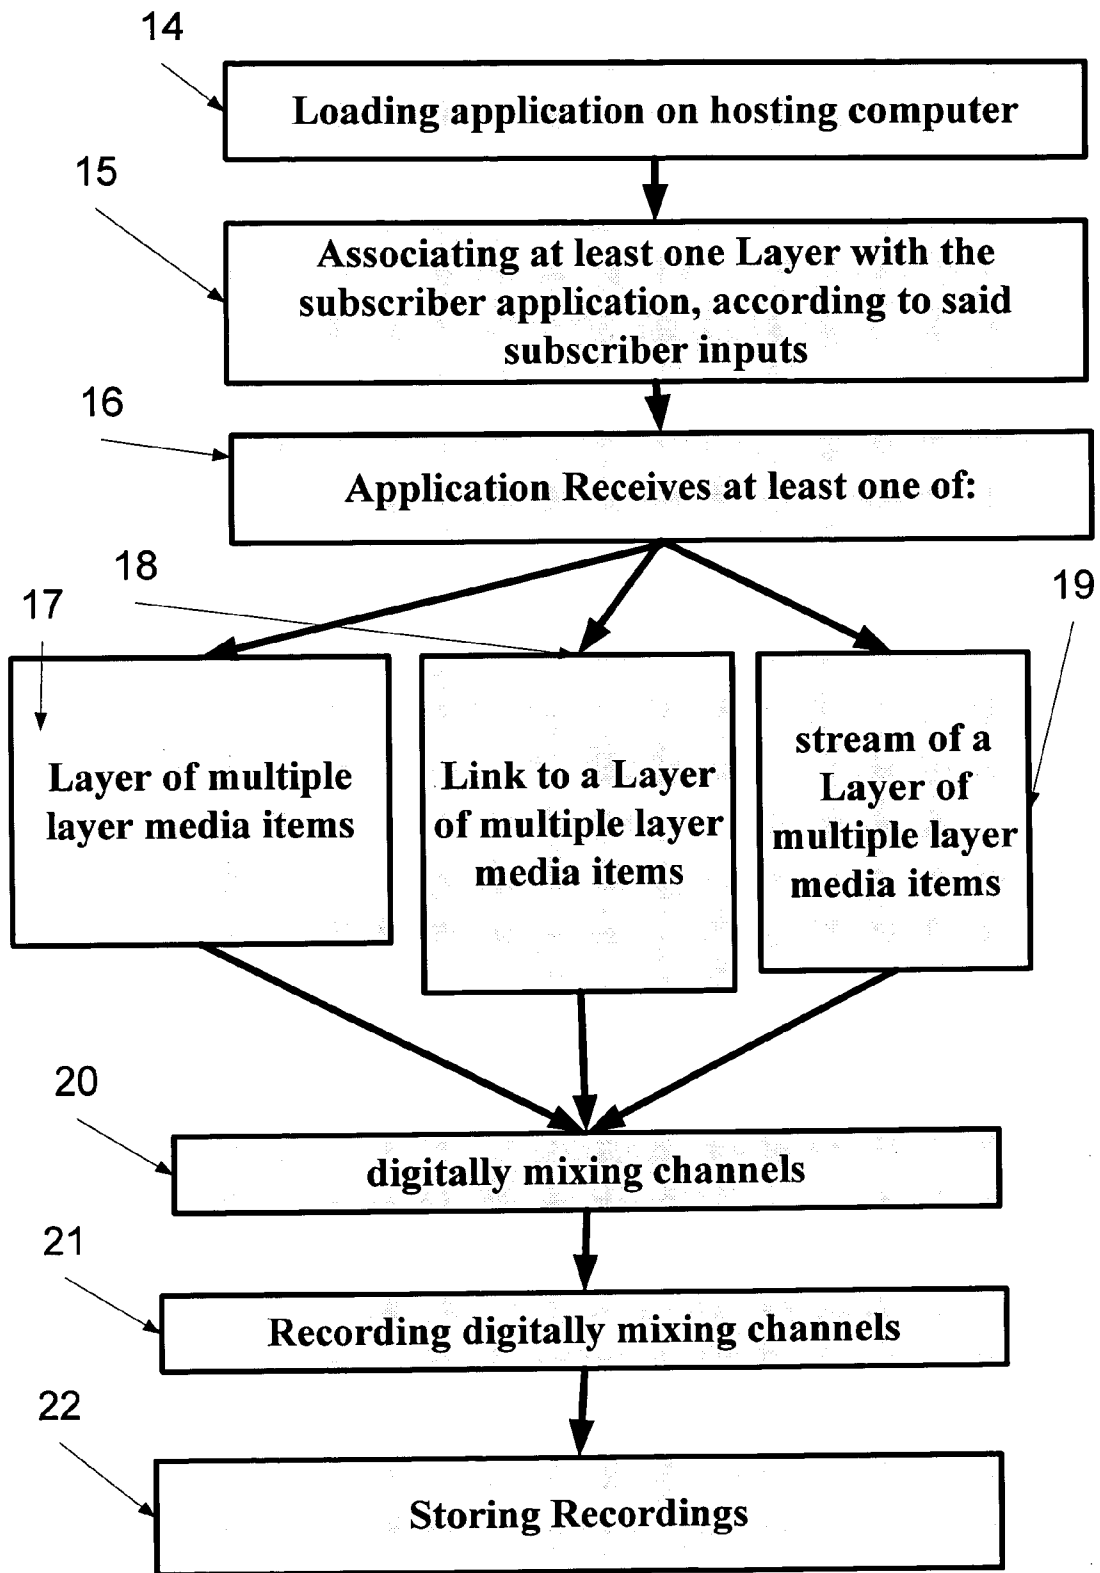 14
Loading application on hosting computer
15
Associating at least one Layer with the
subscriber application, according to said
subscriber inputs
16
Application Receives at least one of:
17
18
19
Layer of multiple
layer media items
Link to a Layer
of multiple layer
media items
stream of a
Layer of
multiple layer
media items
20
digitally mixing channels
21
Recording digitally mixing channels
22
Storing Recordings